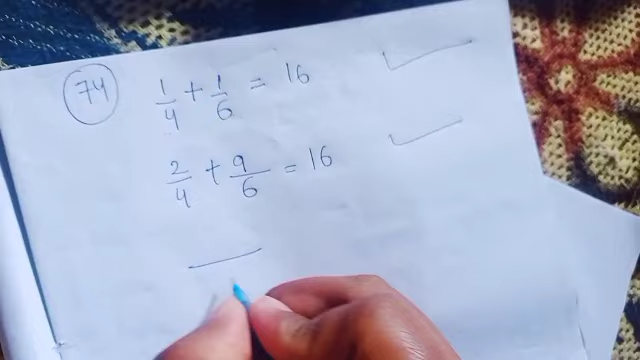 74
1/4 + 1/6 = 16
2/4 + 9/6 = 16